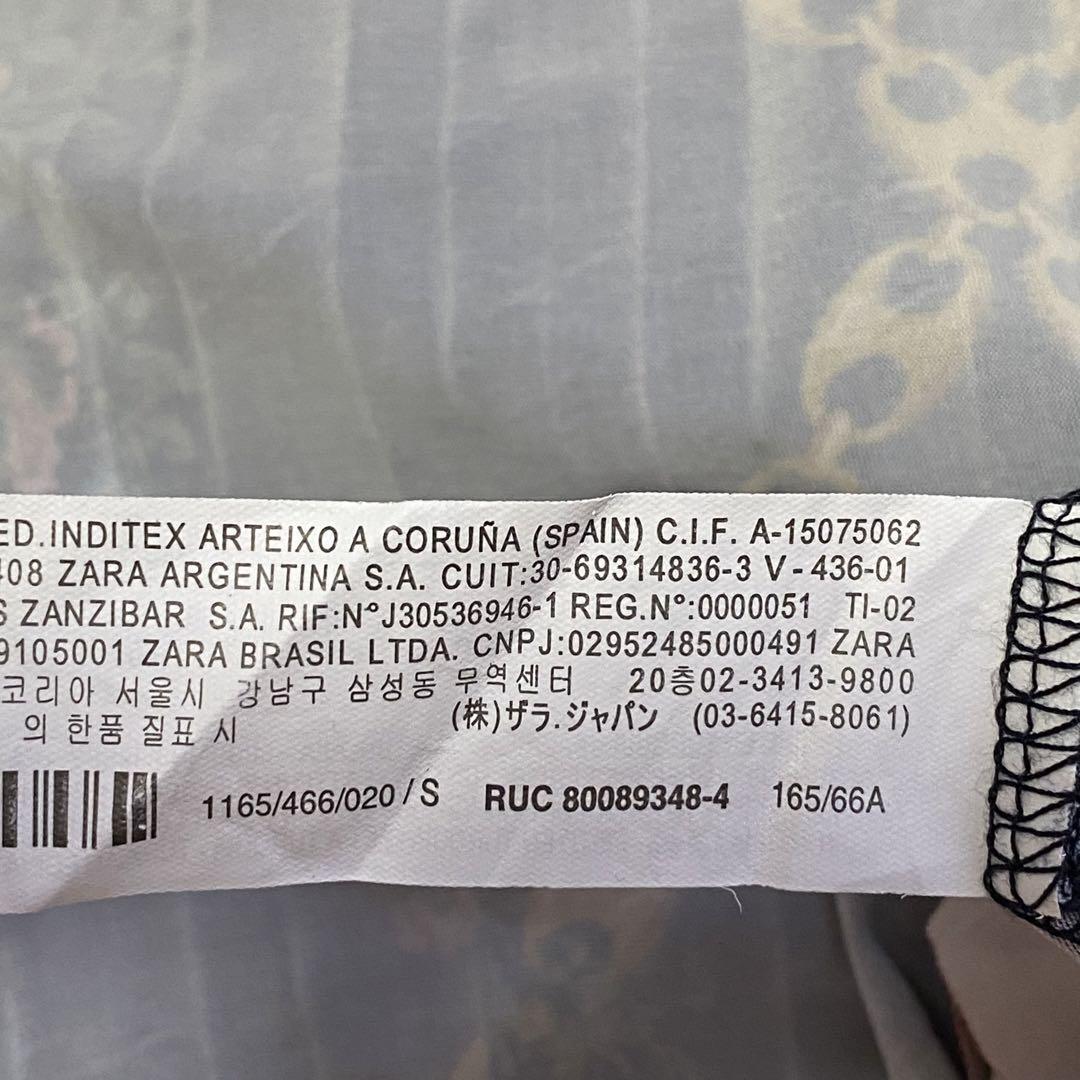 ED.INDITEX ARTEIXO A CORUÑA (SPAIN) C.I.F. A-15075062
408 ZARA ARGENTINA S.A. CUIT:30-69314836-3 V-436-01
S ZANZIBAR S.A. RIF:NºJ30536946-1 REG.Nº:0000051 TI-02
9105001 ZARA BRASIL LTDA. CNPJ:02952485000491 ZARA
코리아 서울시 강남구 삼성동 무역센터 20층02-3413-9800
의 한품 질표 시 (株)ザラ.ジャパン (03-6415-8061)
1165/466/020/S RUC 80089348-4 165/66A